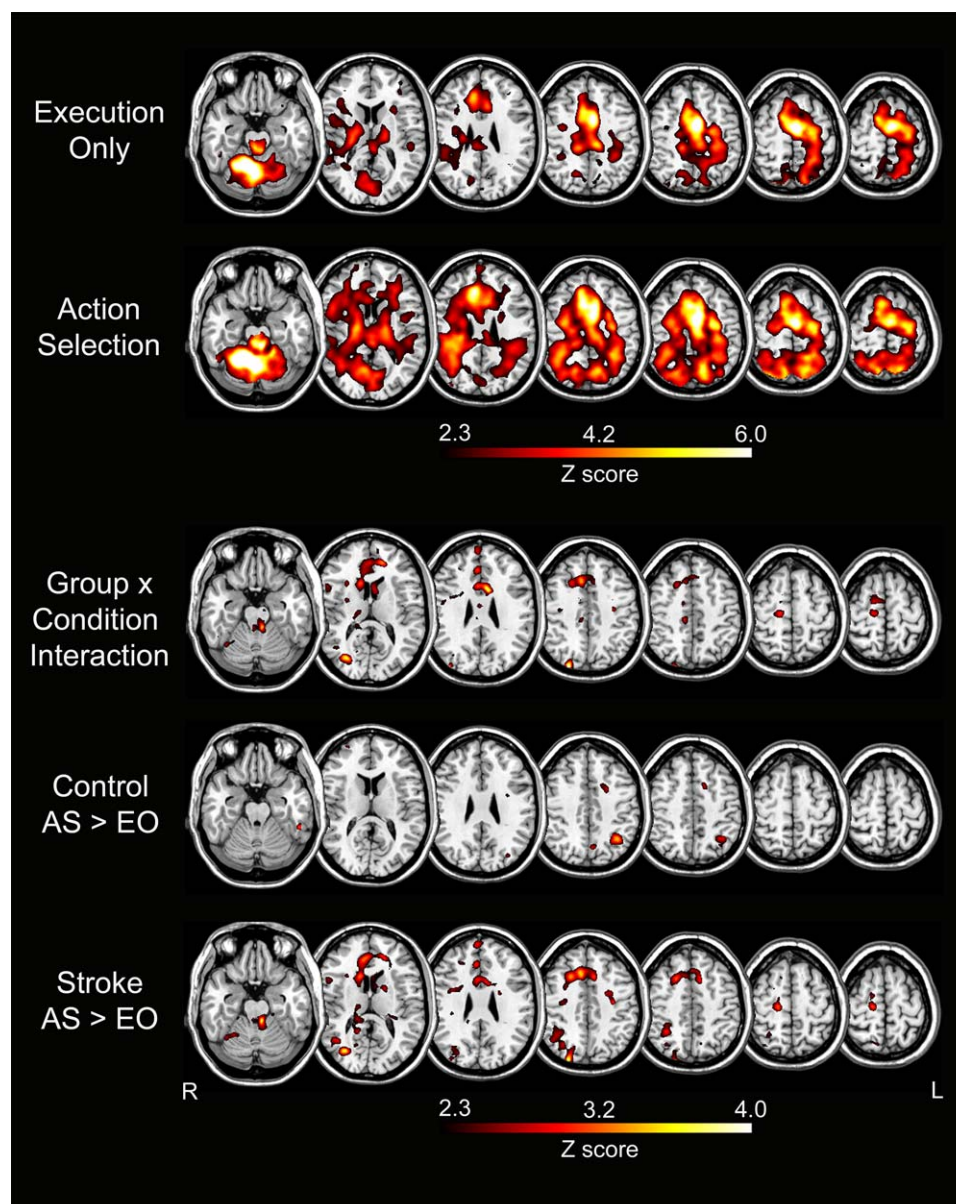 Execution
Only
Action
Selection
2.3 4.2 6.0
Z score
Group x
Condition
Interaction
Control
AS > EO
Stroke
AS > EO
R L
2.3 3.2 4.0
Z score